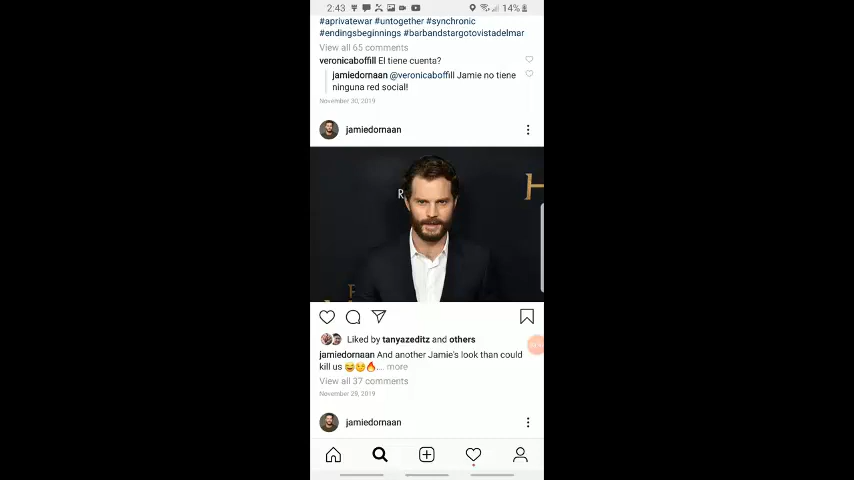 2:43
14%
#aprivatewar #untogether #synchronic
#endingsbeginnings #barbandstargotovistadelmar
View all 65 comments
veronicaboffill El tiene cuenta?
jamiedornaan @veronicaboffill Jamie no tiene
ninguna red social!
November 30, 2019
jamiedornaan
R
H
F
Liked by tanyazeditz and others
jamiedornaan And another Jamie's look than could
kill us 😂😏🔥.... more
View all 37 comments
November 29, 2019
jamiedornaan